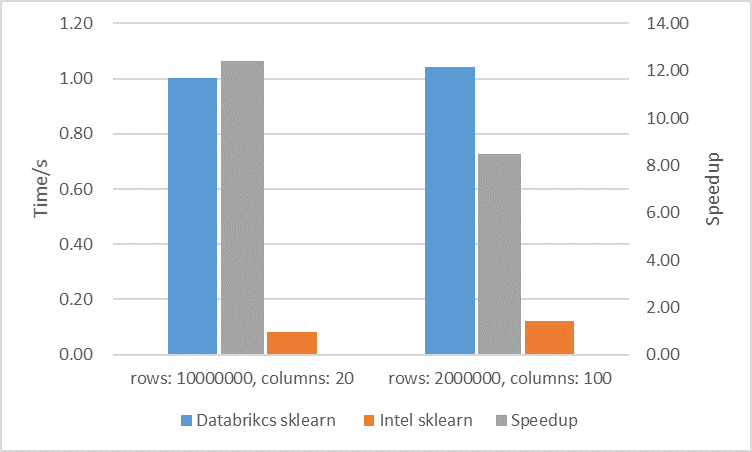 1.20
1.00
0.80
0.60
0.40
0.20
0.00
Time/s
14.00
12.00
10.00
8.00
6.00
4.00
2.00
0.00
Speedup
rows: 10000000, columns: 20
rows: 2000000, columns: 100
Databrikcs sklearn
Intel sklearn
Speedup